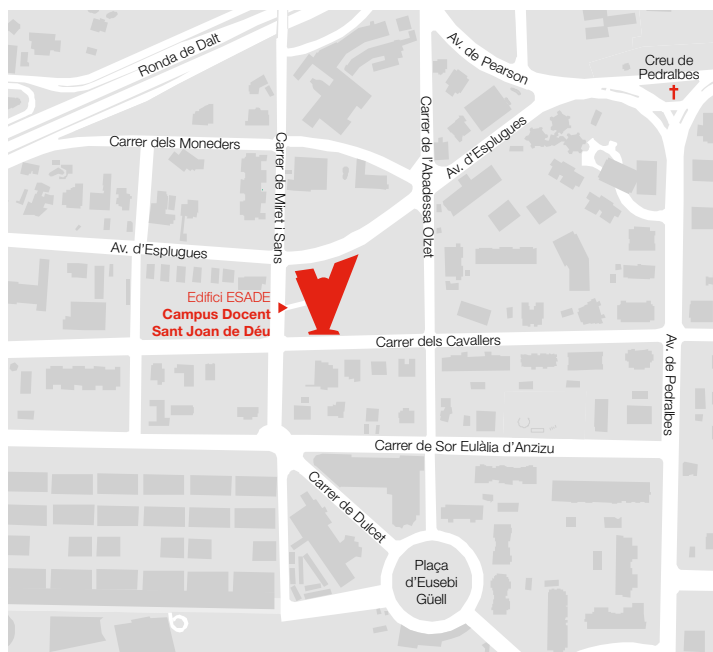 Ronda de Dalt
Av. de Pearson
Creu de
Pedralbes
Carrer dels Moneders
Carrer de Miret i Sans
Carrer de l'Abadessa Olzet
Av. d'Esplugues
Av. d'Esplugues
Edifici ESADE
Campus Docent
Sant Joan de Déu
Carrer dels Cavallers
Av. de Pedralbes
Carrer de Sor Eulàlia d'Anzizu
Carrer de Dulcet
Plaça
d'Eusebi
Güell